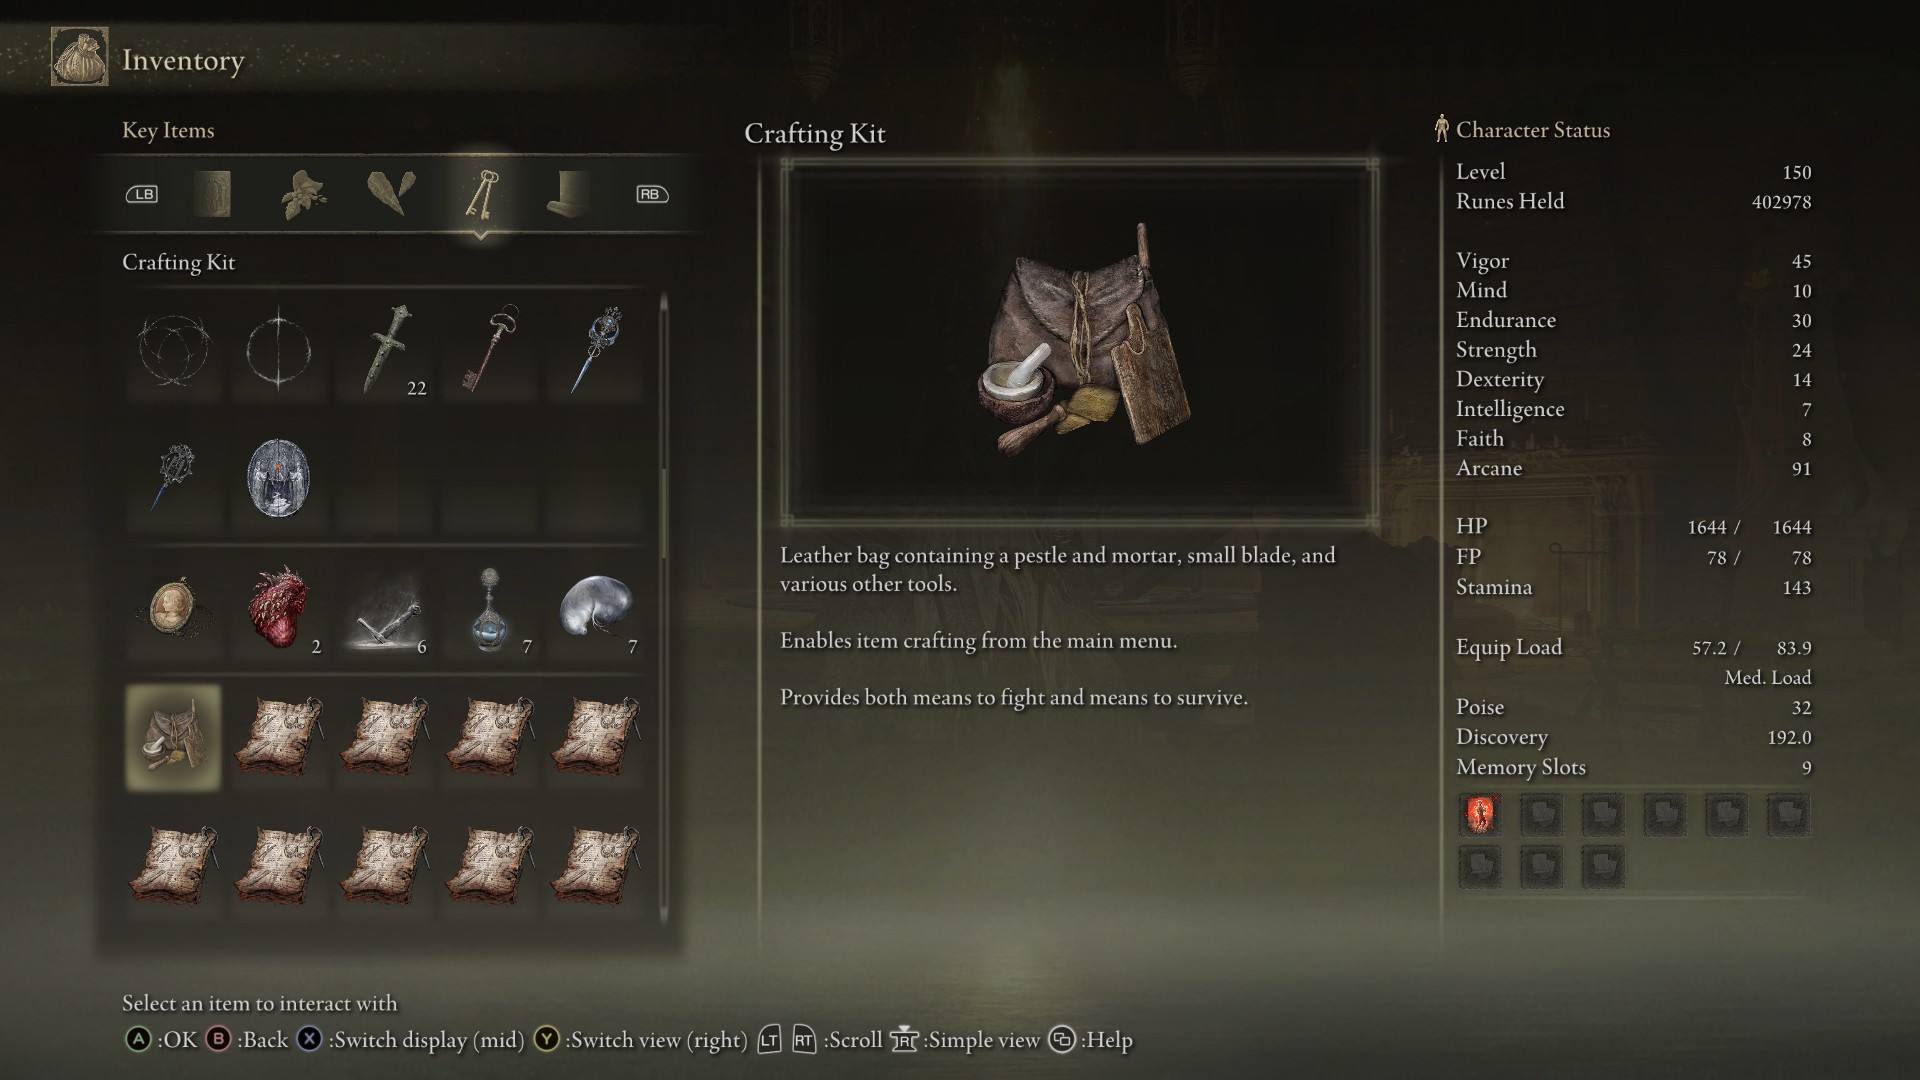 Inventory
Key Items
LB
RB
Crafting Kit
22
2
6
7
7
Crafting Kit
Leather bag containing a pestle and mortar, small blade, and
various other tools.
Enables item crafting from the main menu.
Provides both means to fight and means to survive.
Character Status
Level 150
Runes Held 402978
Vigor 45
Mind 10
Endurance 30
Strength 24
Dexterity 14
Intelligence 7
Faith 8
Arcane 91
HP 1644 / 1644
FP 78 / 78
Stamina 143
Equip Load 57.2 / 83.9
Med. Load
Poise 32
Discovery 192.0
Memory Slots 9
Select an item to interact with
A :OK B :Back X :Switch display (mid) Y :Switch view (right) LT RT :Scroll R :Simple view :Help